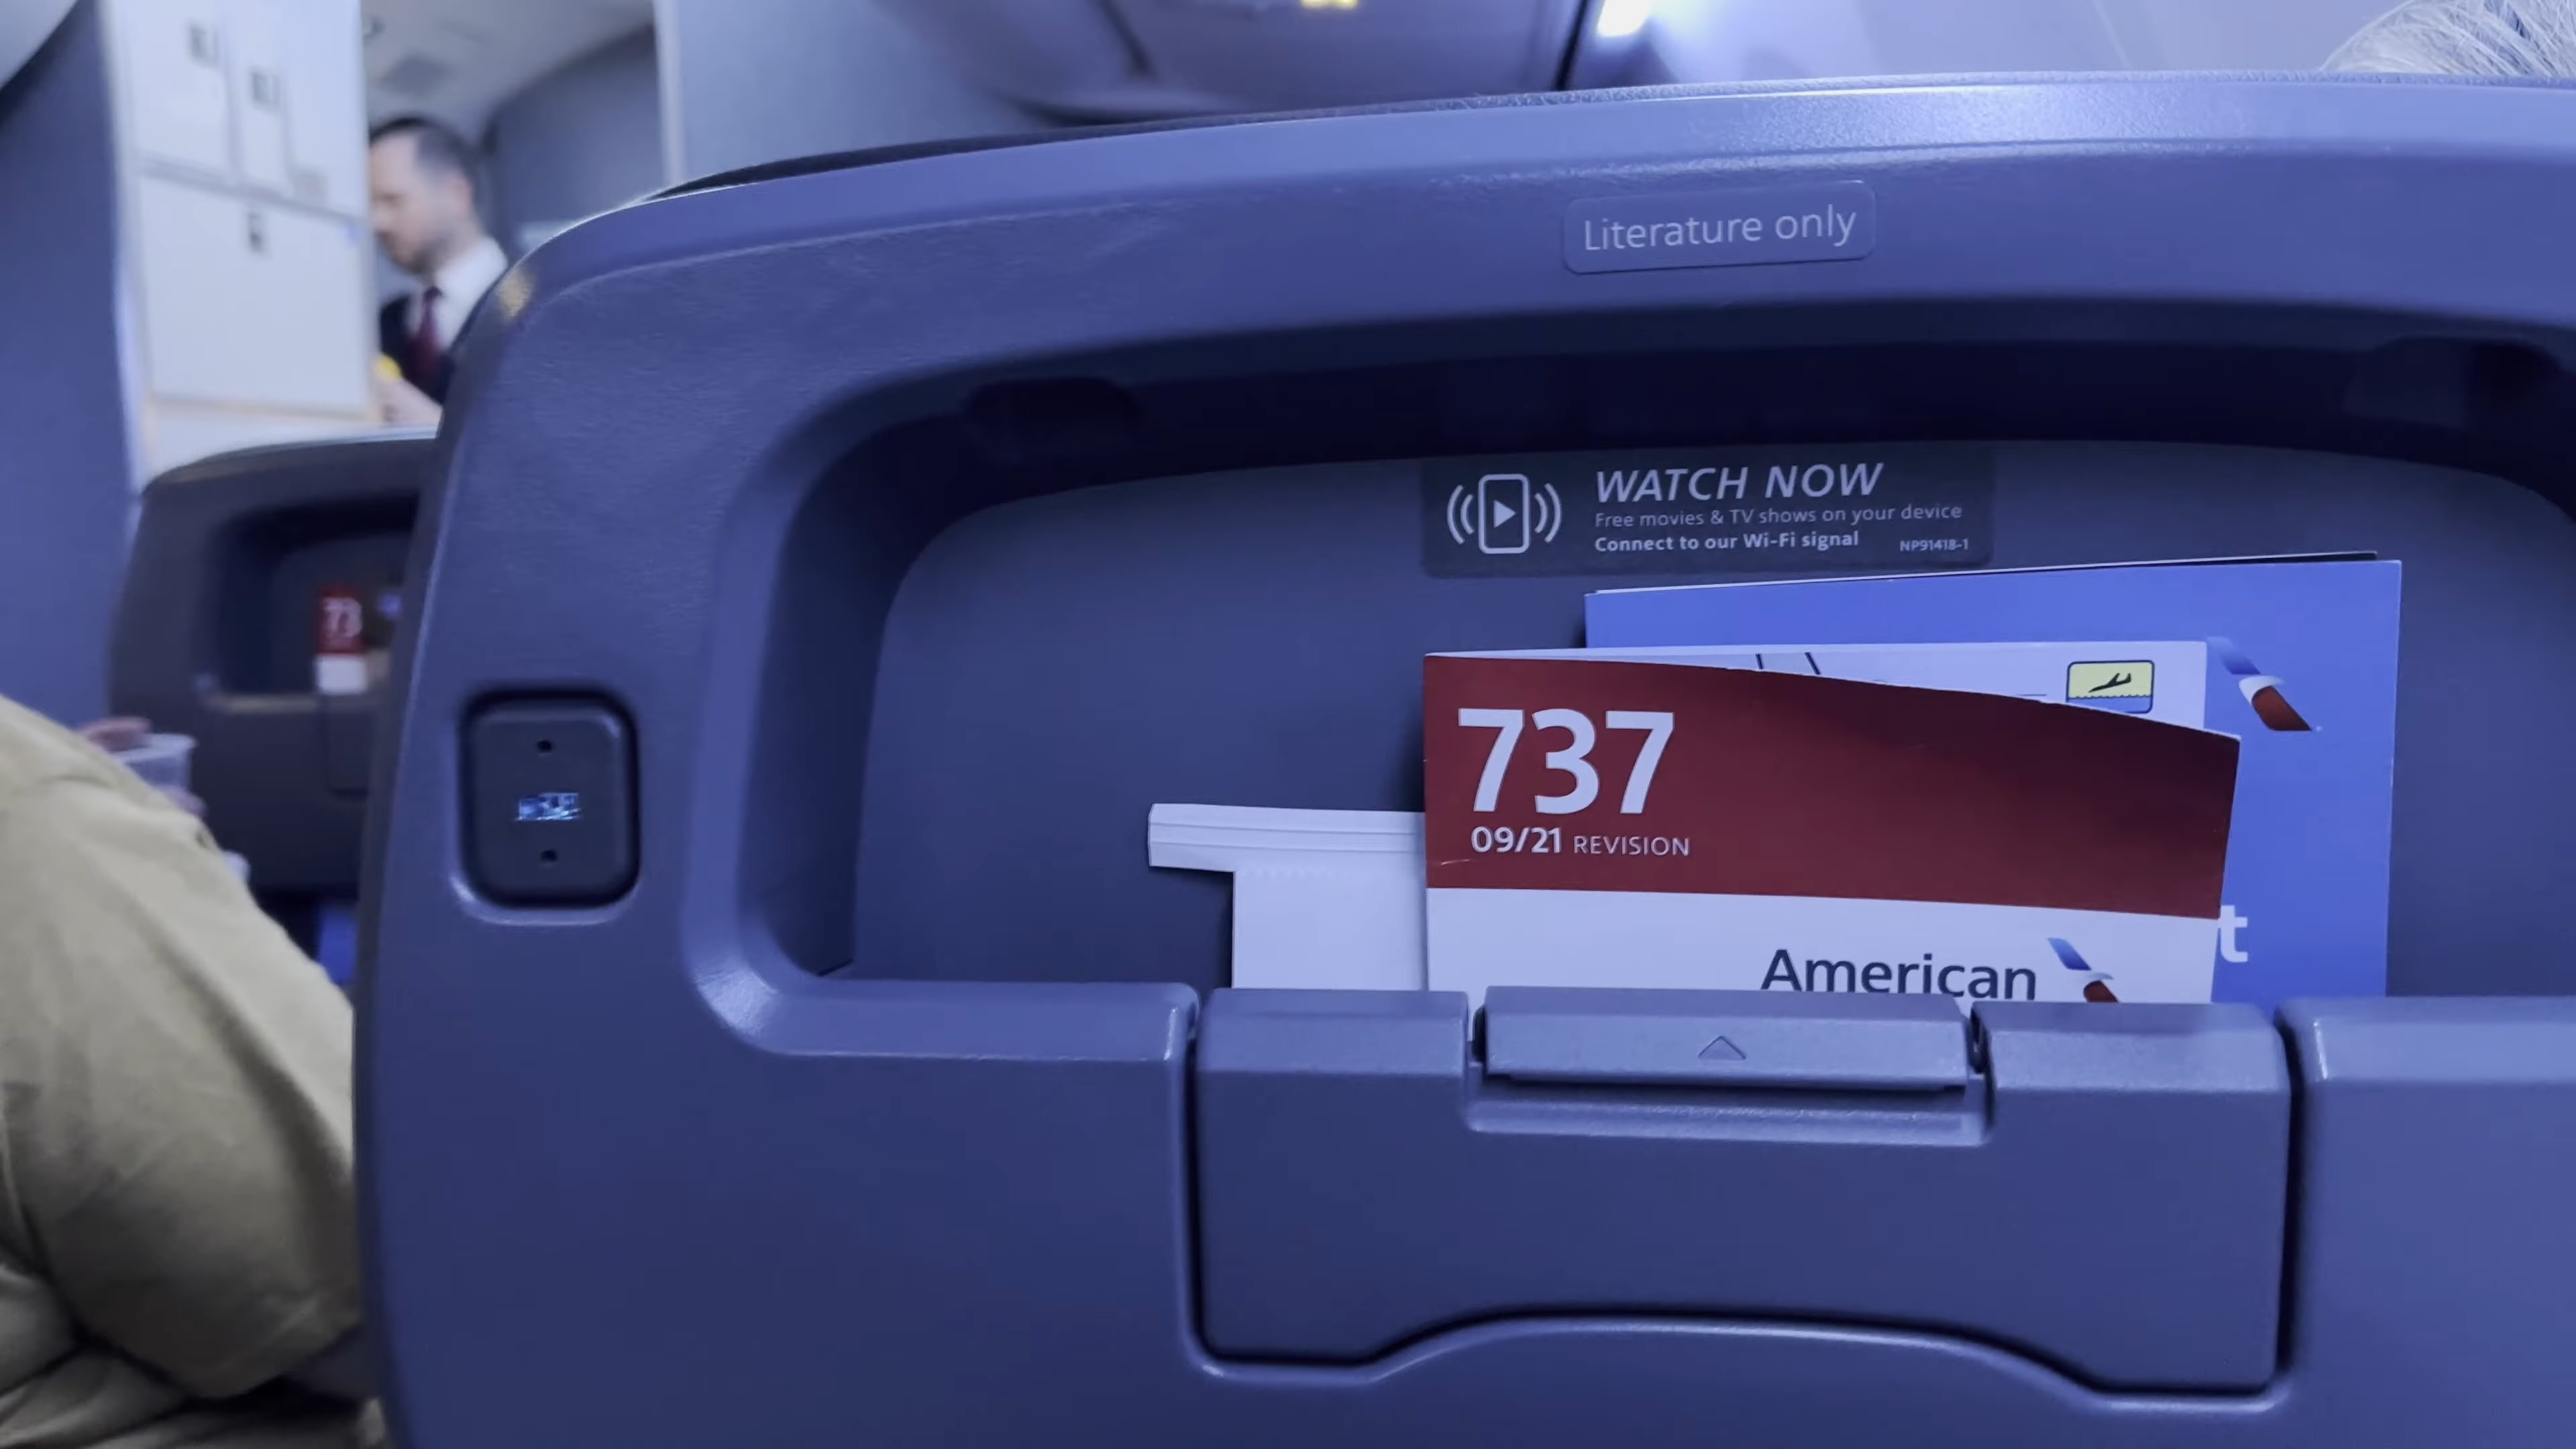 Literature only
WATCH NOW
Free movies & TV shows on your device
Connect to our Wi-Fi signal NP91418-1
737
09/21 REVISION
t
American
73